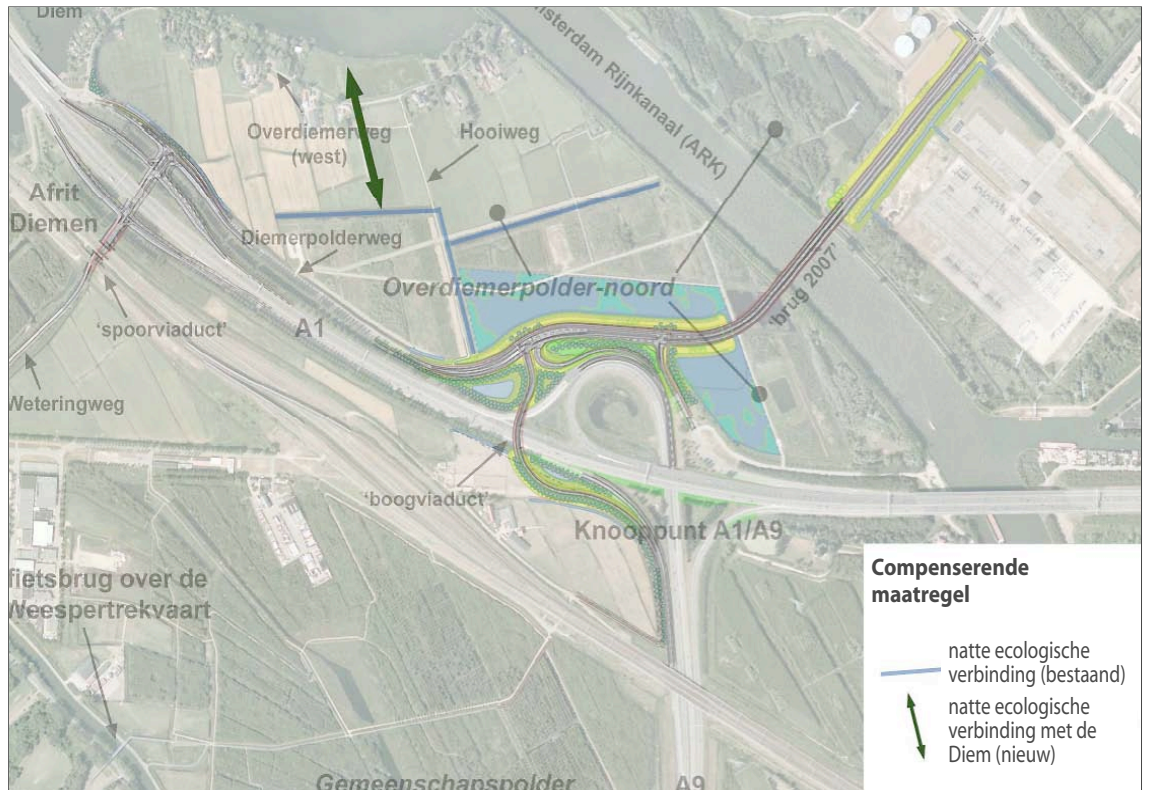 Diem
Amsterdam Rijnkanaal (ARK)
Overdiemerweg
(west)
Hooiweg
Afrit
Diemen
Diemerpolderweg
Overdiemerpolder-noord
'brug 2007'
'spoorviaduct'
A1
Weteringweg
'boogviaduct'
Knooppunt A1/A9
fietsbrug over de
Weespertrekvaart
Gemeenschapspolder
A9
Compenserende
maatregel
natte ecologische
verbinding (bestaand)
natte ecologische
verbinding met de
Diem (nieuw)